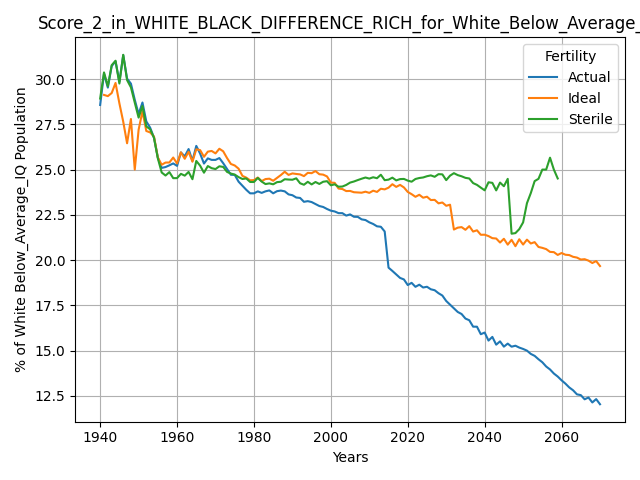 Score_2_in_WHITE_BLACK_DIFFERENCE_RICH_for_White_Below_Average_
Fertility
Actual
Ideal
Sterile
% of White Below_Average_IQ Population
30.0
27.5
25.0
22.5
20.0
17.5
15.0
12.5
1940
1960
1980
2000
2020
2040
2060
Years